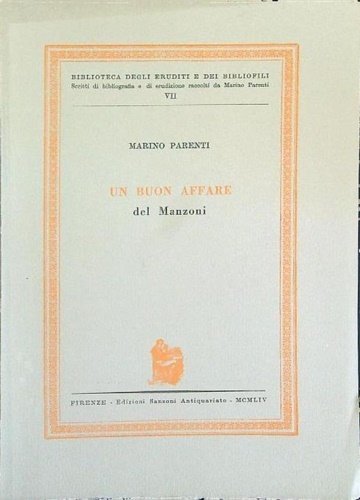 BIBLIOTECA DEGLI ERUDITI E DEI BIBLIOFILI
Scritti di bibliografia e di erudizione raccolti da Marino Parenti
VII
MARINO PARENTI
UN BUON AFFARE
del Manzoni
FIRENZE - Edizioni Sansoni Antiquariato - MCMLIV